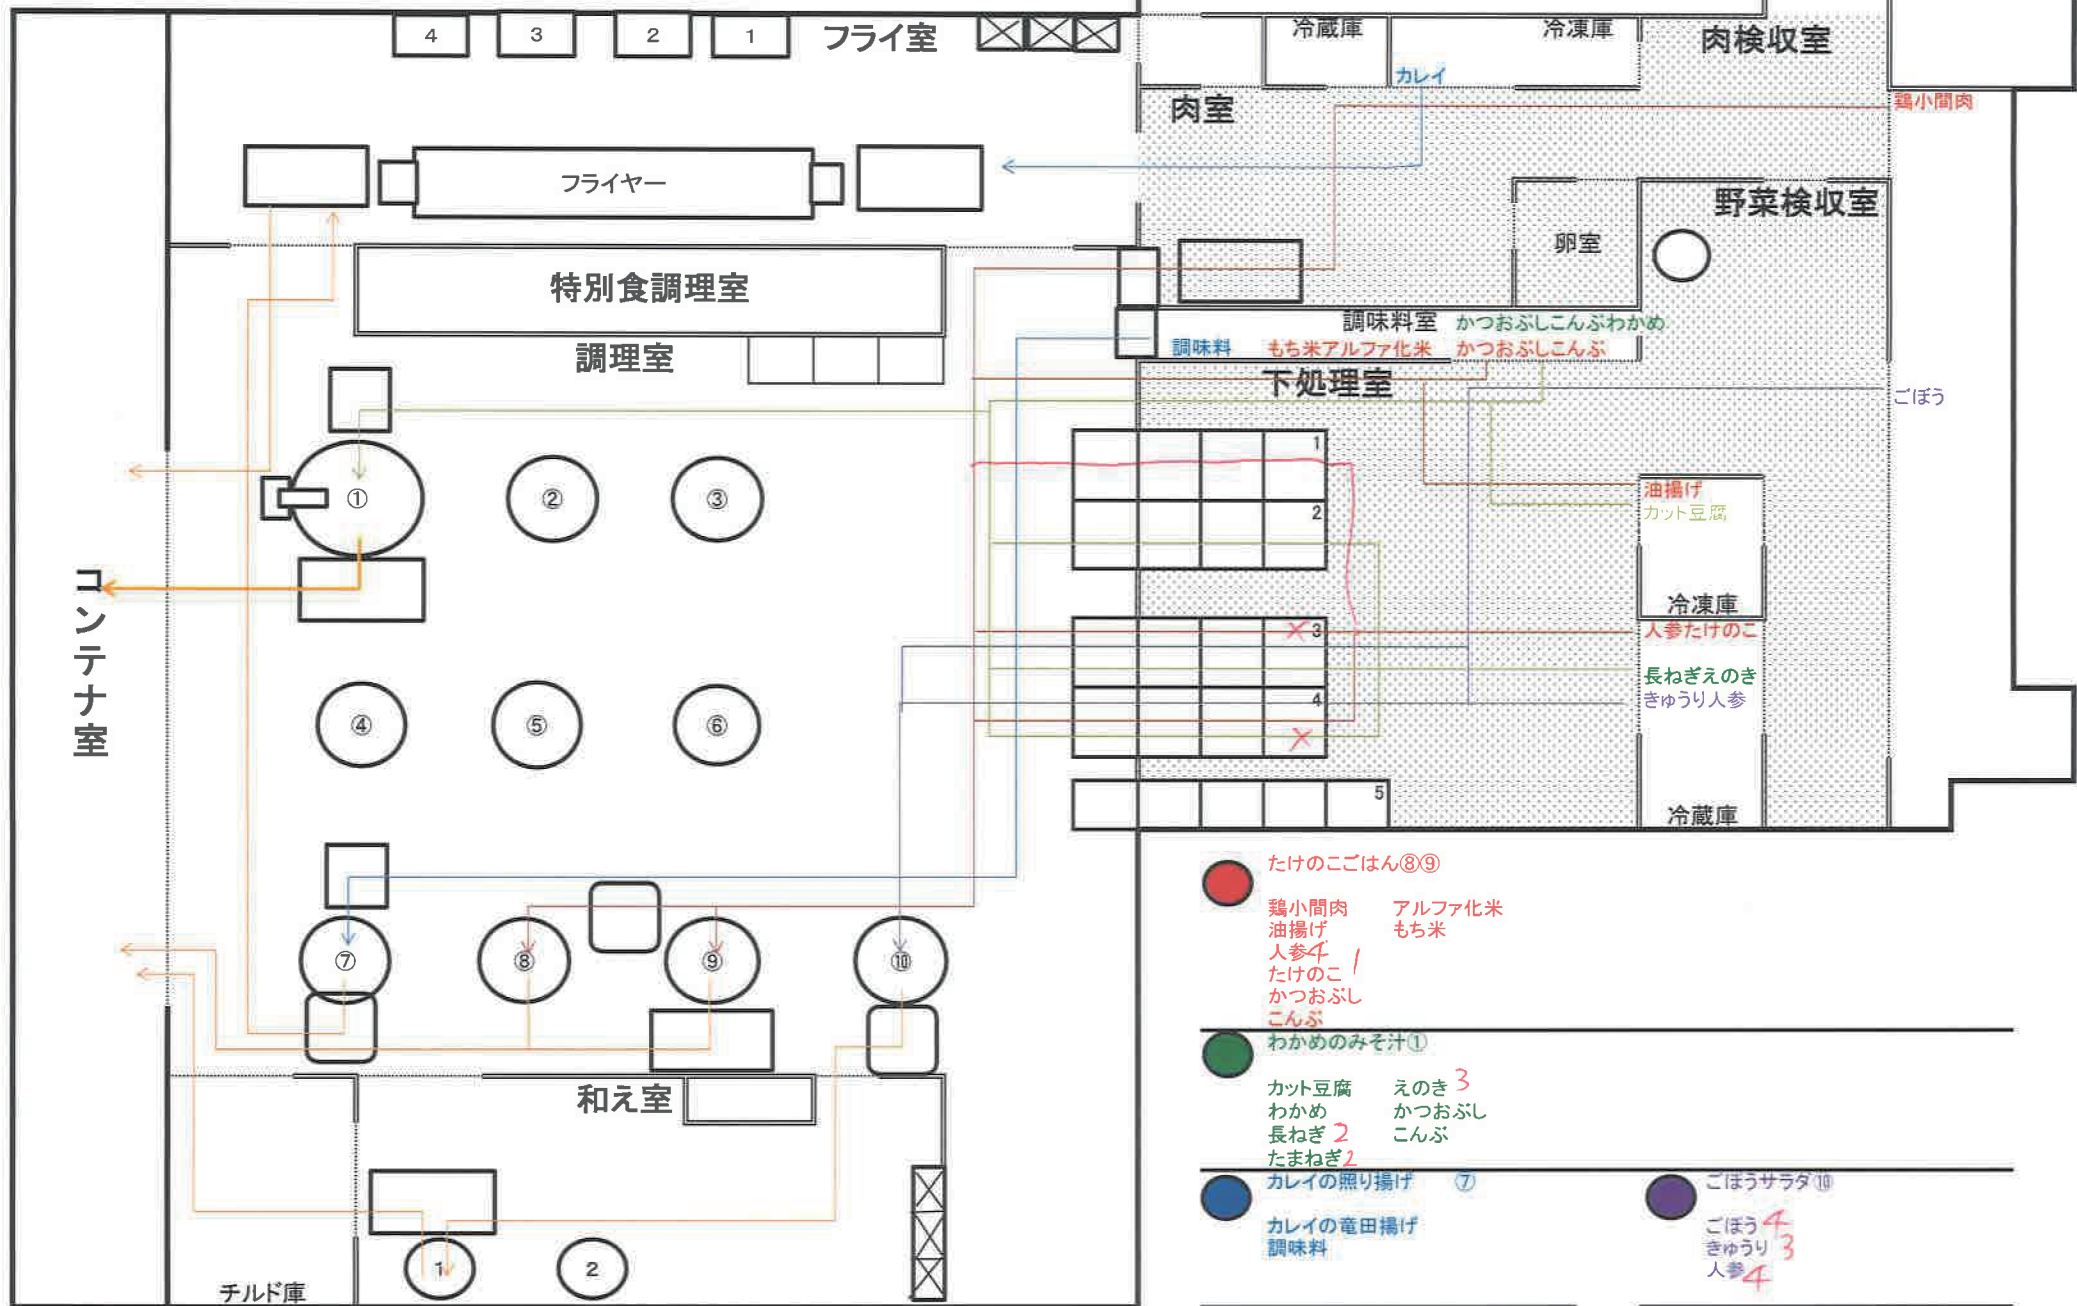 4
3
2
1
フライ室
冷蔵庫
冷凍庫
肉検収室
カレイ
肉室
鶏小間肉
フライヤー
野菜検収室
卵室
特別食調理室
調味料室
かつおぶしこんぶわかめ
調味料
もち米アルファ化米
かつおぶしこんぶ
調理室
下処理室
ごぼう
1
①
②
③
2
油揚げ
カット豆腐
冷凍庫
コンテナ室
× 3
人参たけのこ
長ねぎえのき
きゅうり人参
4
④
⑤
⑥
×
5
冷蔵庫
⑦
⑧
⑨
⑩
和え室
1
2
チルド庫
たけのこごはん⑧⑨
鶏小間肉 アルファ化米
油揚げ もち米
人参4
たけのこ 1
かつおぶし
こんぶ
わかめのみそ汁①
カット豆腐 えのき 3
わかめ かつおぶし
長ねぎ 2 こんぶ
たまねぎ2
カレイの照り揚げ ⑦
カレイの竜田揚げ
調味料
ごぼうサラダ⑩
ごぼう 4
きゅうり 3
人参4